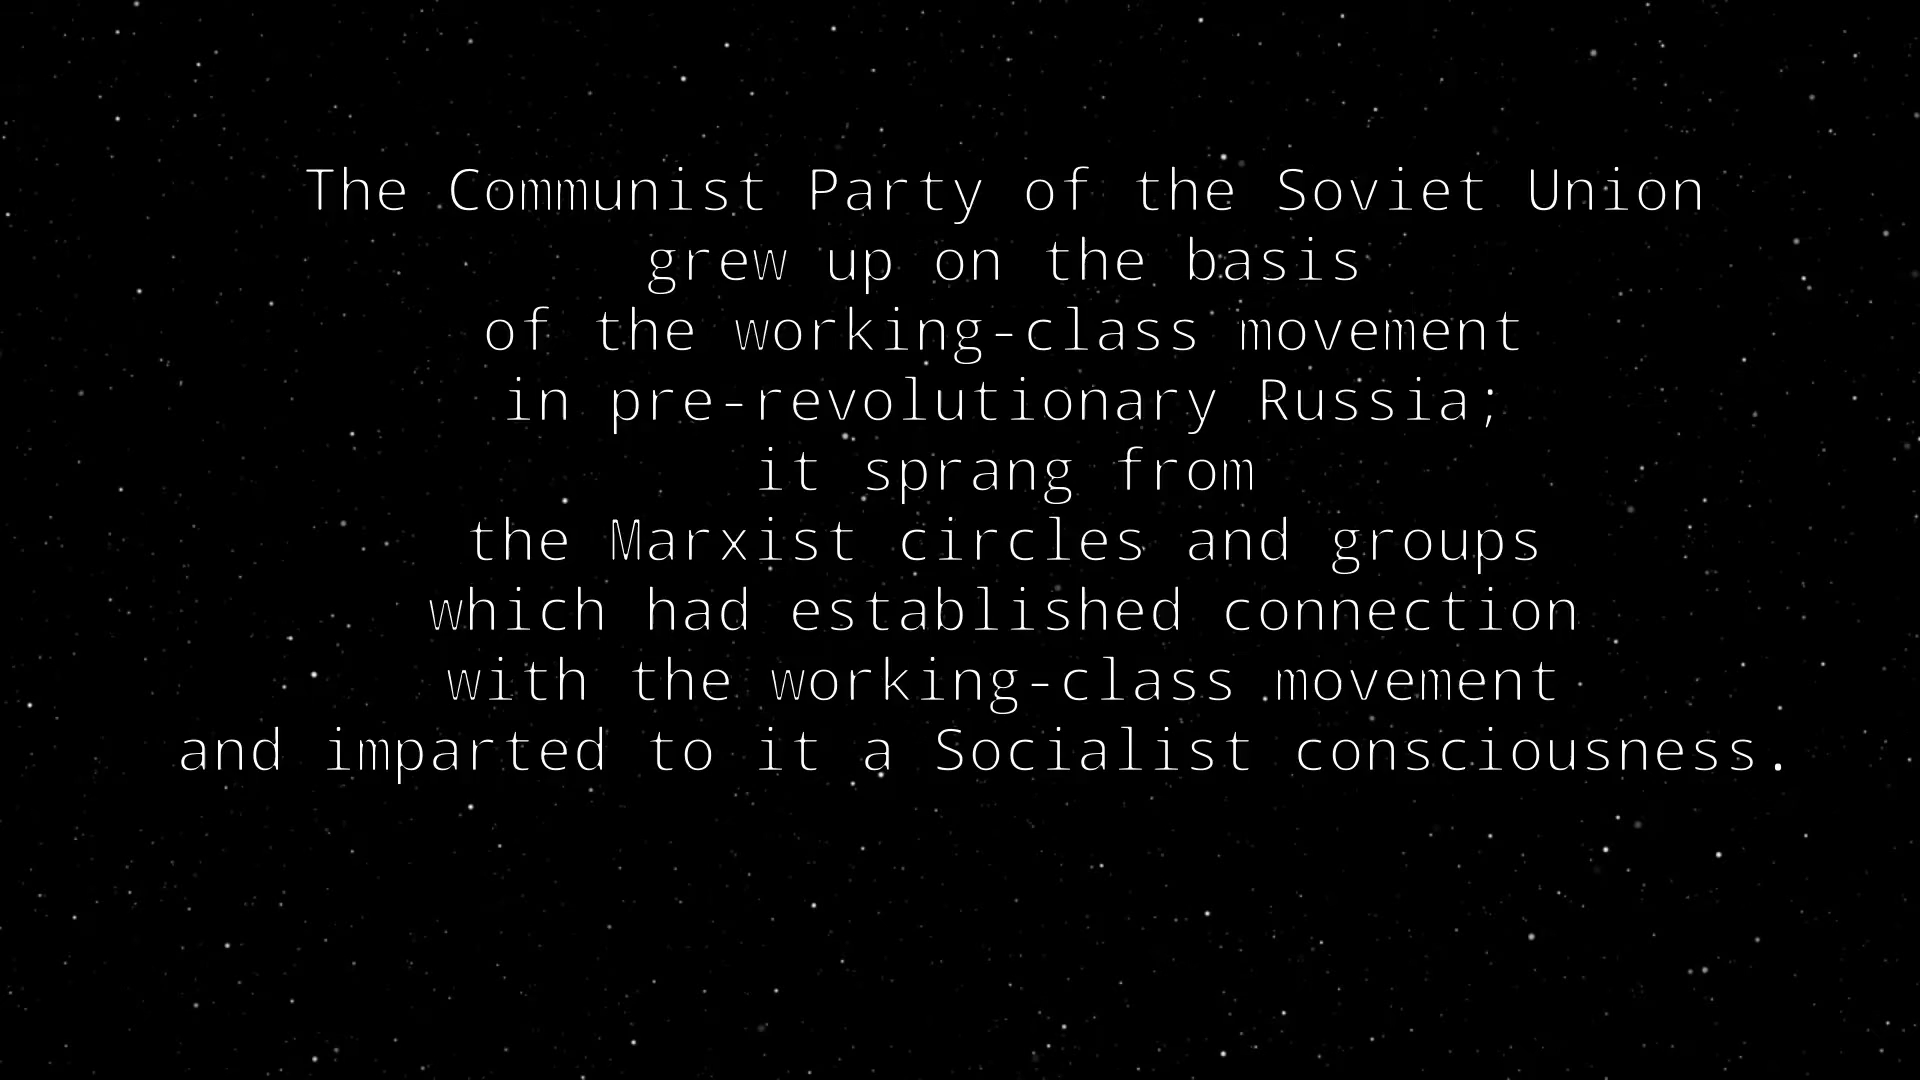 The Communist Party of the Soviet Union
grew up on the basis
of the working-class movement
in pre-revolutionary Russia;
it sprang from
the Marxist circles and groups
which had established connection
with the working-class movement
and imparted to it a Socialist consciousness.